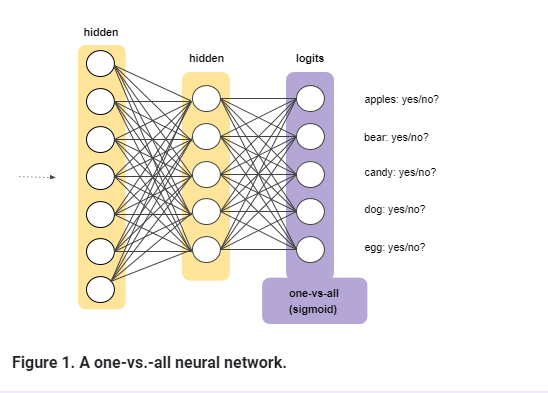 hidden
hidden
logits
apples: yes/no?
bear: yes/no?
candy: yes/no?
dog: yes/no?
egg: yes/no?
one-vs-all
(sigmoid)
Figure 1. A one-vs.-all neural network.